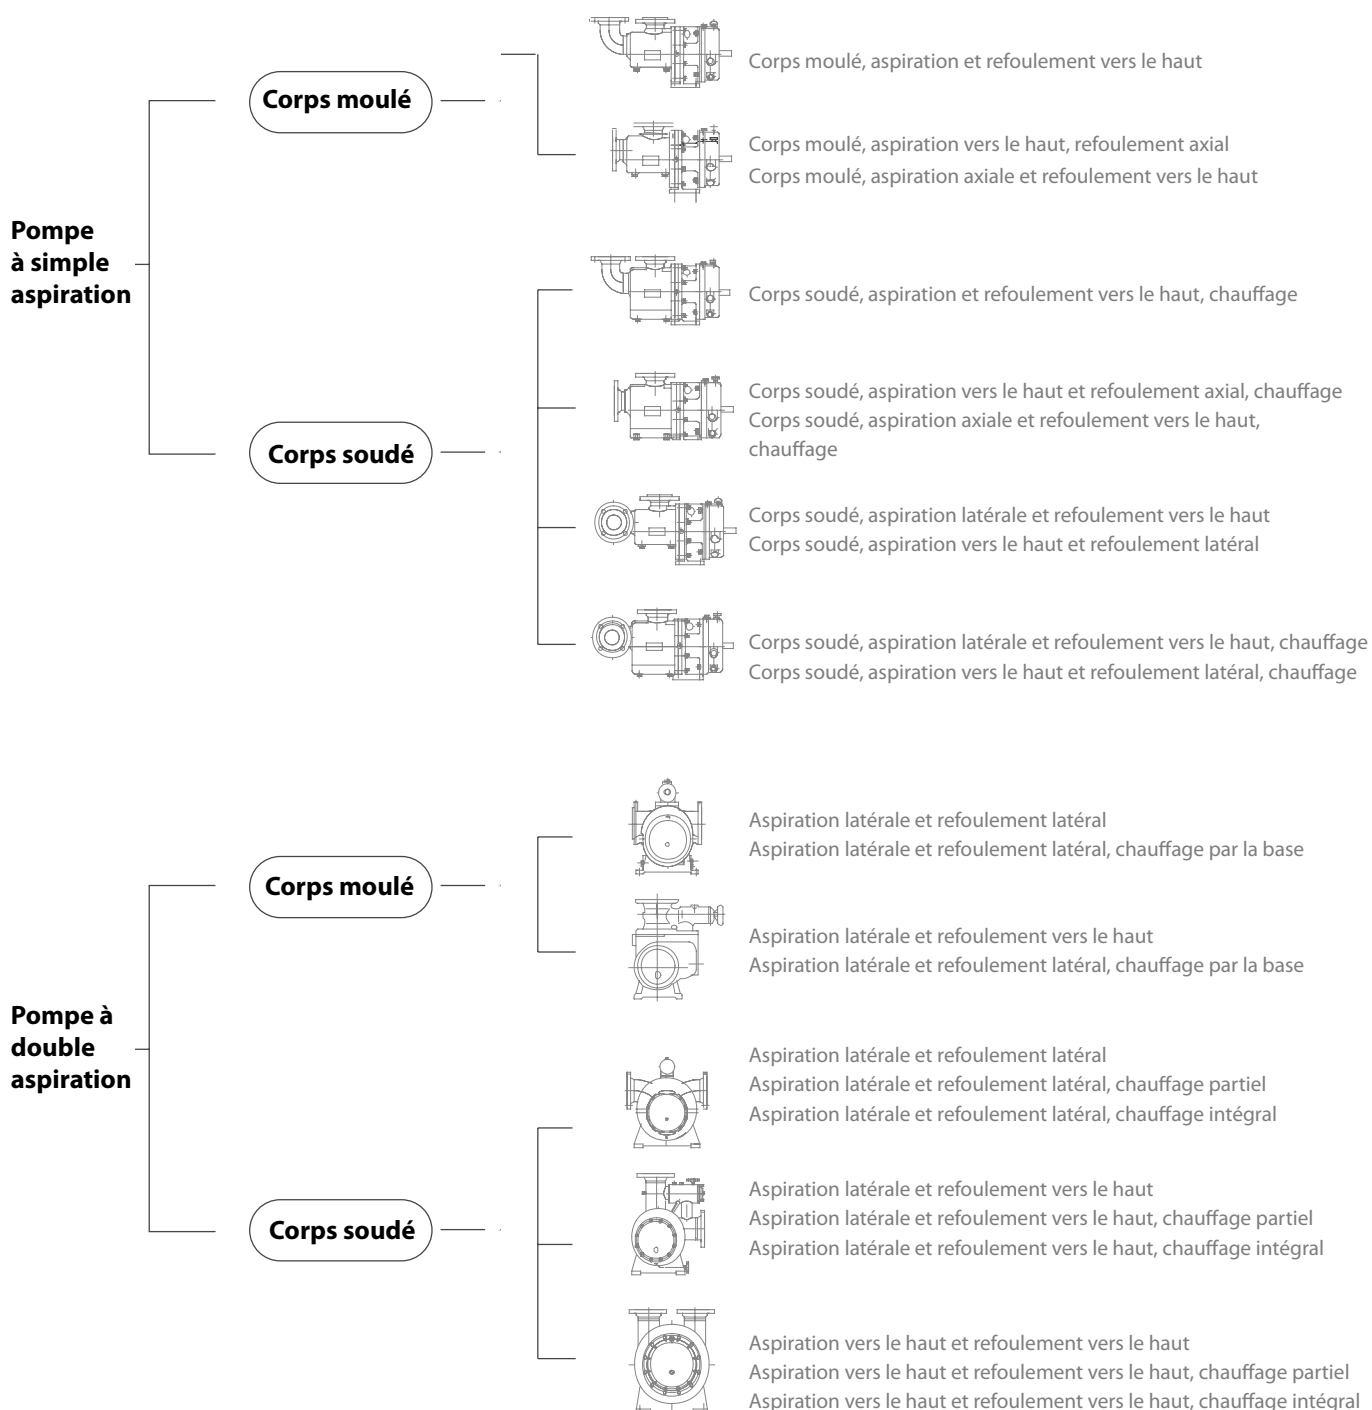 Pompe
à simple
aspiration
Corps moulé
Corps moulé, aspiration et refoulement vers le haut
Corps moulé, aspiration vers le haut, refoulement axial
Corps moulé, aspiration axiale et refoulement vers le haut
Corps soudé
Corps soudé, aspiration et refoulement vers le haut, chauffage
Corps soudé, aspiration vers le haut et refoulement axial, chauffage
Corps soudé, aspiration axiale et refoulement vers le haut,
chauffage
Corps soudé, aspiration latérale et refoulement vers le haut
Corps soudé, aspiration vers le haut et refoulement latéral
Corps soudé, aspiration latérale et refoulement vers le haut, chauffage
Corps soudé, aspiration vers le haut et refoulement latéral, chauffage
Pompe à
double
aspiration
Corps moulé
Aspiration latérale et refoulement latéral
Aspiration latérale et refoulement latéral, chauffage par la base
Aspiration latérale et refoulement vers le haut
Aspiration latérale et refoulement latéral, chauffage par la base
Corps soudé
Aspiration latérale et refoulement latéral
Aspiration latérale et refoulement latéral, chauffage partiel
Aspiration latérale et refoulement latéral, chauffage intégral
Aspiration latérale et refoulement vers le haut
Aspiration latérale et refoulement vers le haut, chauffage partiel
Aspiration latérale et refoulement vers le haut, chauffage intégral
Aspiration vers le haut et refoulement vers le haut
Aspiration vers le haut et refoulement vers le haut, chauffage partiel
Aspiration vers le haut et refoulement vers le haut, chauffage intégral